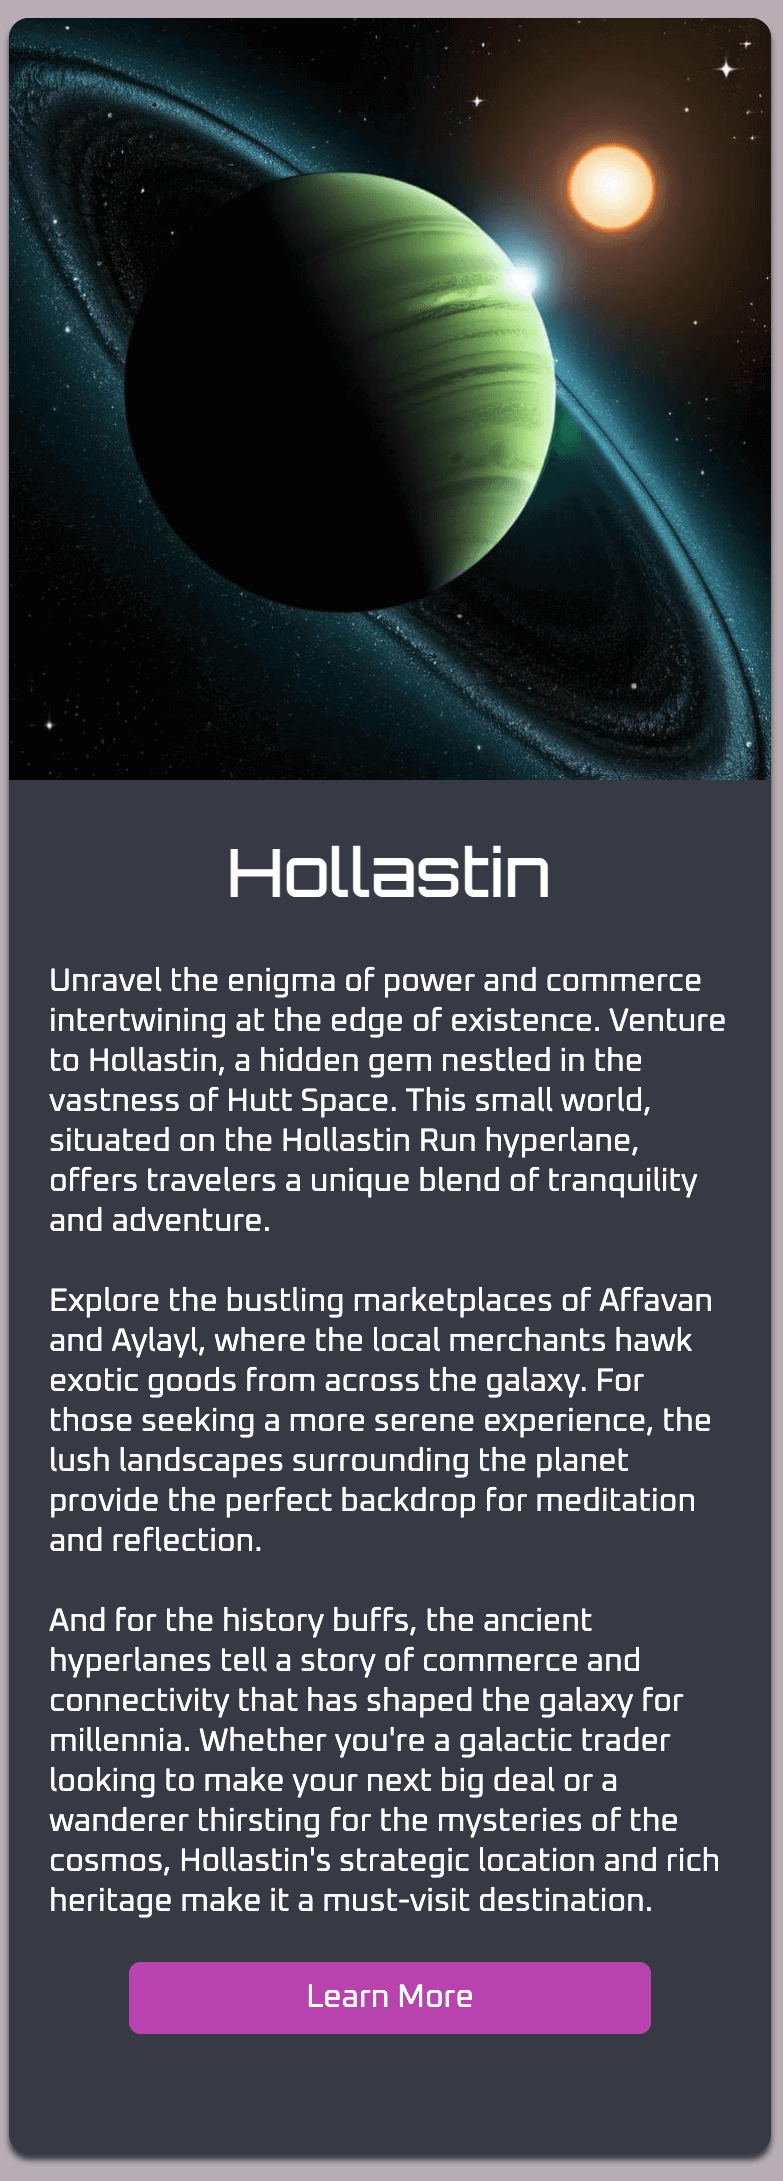 Hollastin
Unravel the enigma of power and commerce
intertwining at the edge of existence. Venture
to Hollastin, a hidden gem nestled in the
vastness of Hutt Space. This small world,
situated on the Hollastin Run hyperlane,
offers travelers a unique blend of tranquility
and adventure.
Explore the bustling marketplaces of Affavan
and Aylayl, where the local merchants hawk
exotic goods from across the galaxy. For
those seeking a more serene experience, the
lush landscapes surrounding the planet
provide the perfect backdrop for meditation
and reflection.
And for the history buffs, the ancient
hyperlanes tell a story of commerce and
connectivity that has shaped the galaxy for
millennia. Whether you're a galactic trader
looking to make your next big deal or a
wanderer thirsting for the mysteries of the
cosmos, Hollastin's strategic location and rich
heritage make it a must-visit destination.
Learn More